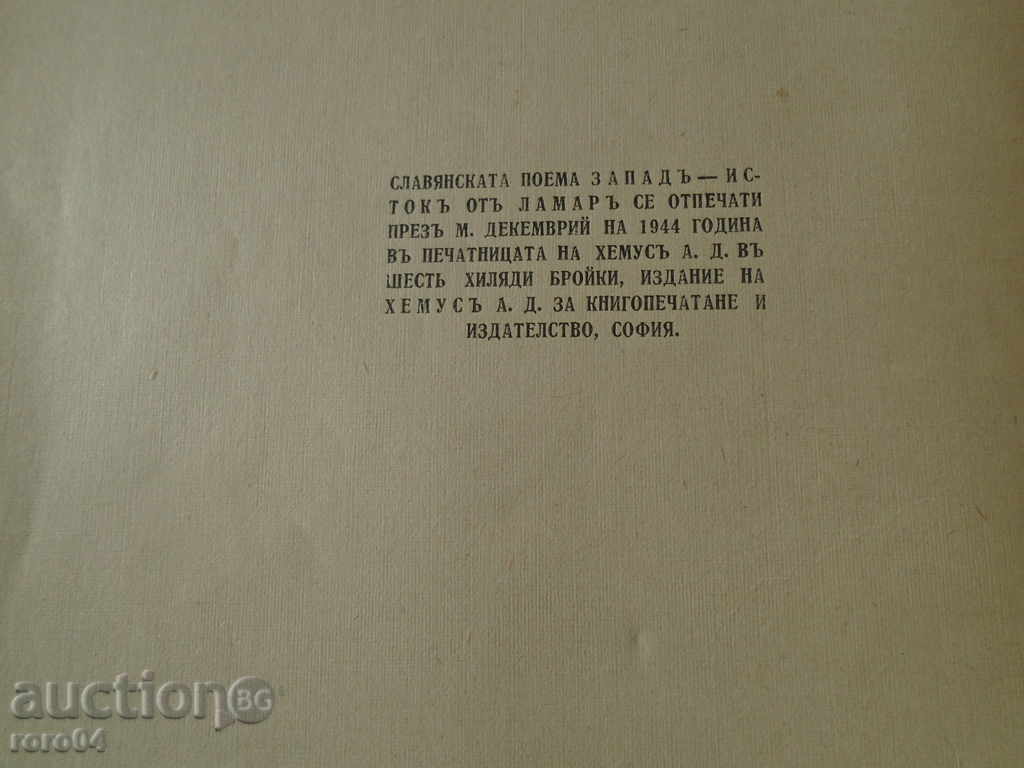 СЛАВЯНСКАТА ПОЕМА ЗАПАДЪ — ИС-
ТОКЪ ОТЪ ЛАМАРЪ СЕ ОТПЕЧАТИ
ПРЕЗЪ М. ДЕКЕМВРИЙ НА 1944 ГОДИНА
ВЪ ПЕЧАТНИЦАТА НА ХЕМУСЪ А. Д. ВЪ
ШЕСТЬ ХИЛЯДИ БРОЙКИ, ИЗДАНИЕ НА
ХЕМУСЪ А. Д. ЗА КНИГОПЕЧАТАНЕ И
ИЗДАТЕЛСТВО, СОФИЯ.
auction BG
roro04